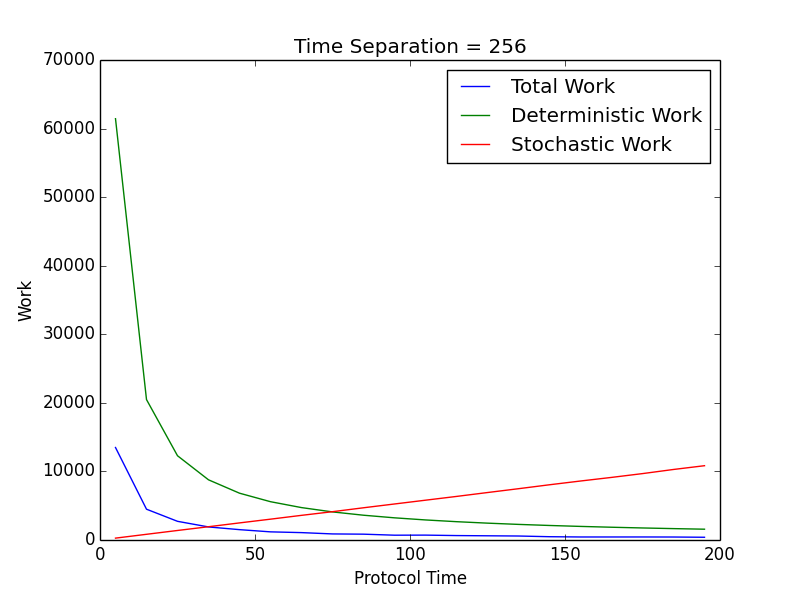 Time Separation = 256
70000
60000
50000
40000
30000
20000
10000
0
Work
Total Work
Deterministic Work
Stochastic Work
0 50 100 150 200
Protocol Time